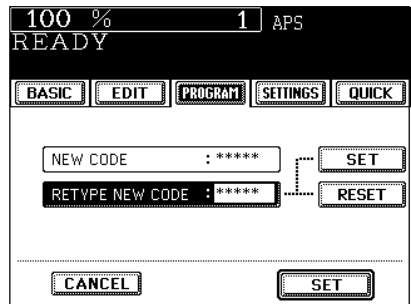 100 % 1 APS
READY
BASIC EDIT PROGRAM SETTINGS QUICK
NEW CODE : ***** SET
RETYPE NEW CODE : ***** RESET
CANCEL SET